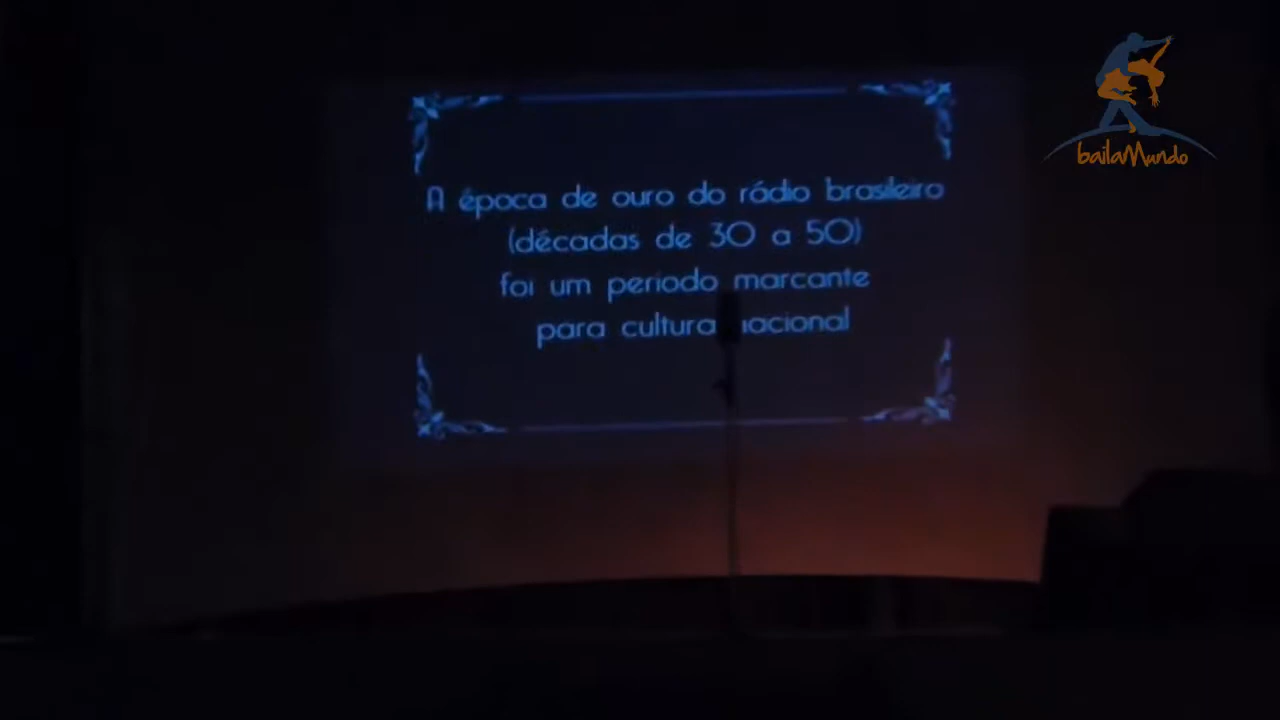 bailaMundo
A época de ouro do rádio brasileiro
(décadas de 30 a 50)
foi um periodo marcante
para cultura nacional